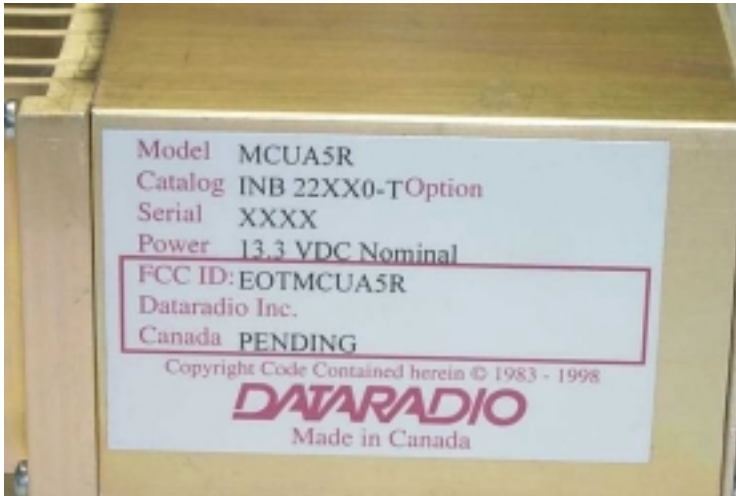 Model MCUA5R
Catalog INB 22XX0-TOption
Serial XXXX
Power 13.3 VDC Nominal
FCC ID: EOTMCUA5R
Dataradio Inc.
Canada PENDING
Copyright Code Contained herein © 1983 - 1998
DATARADIO
Made in Canada